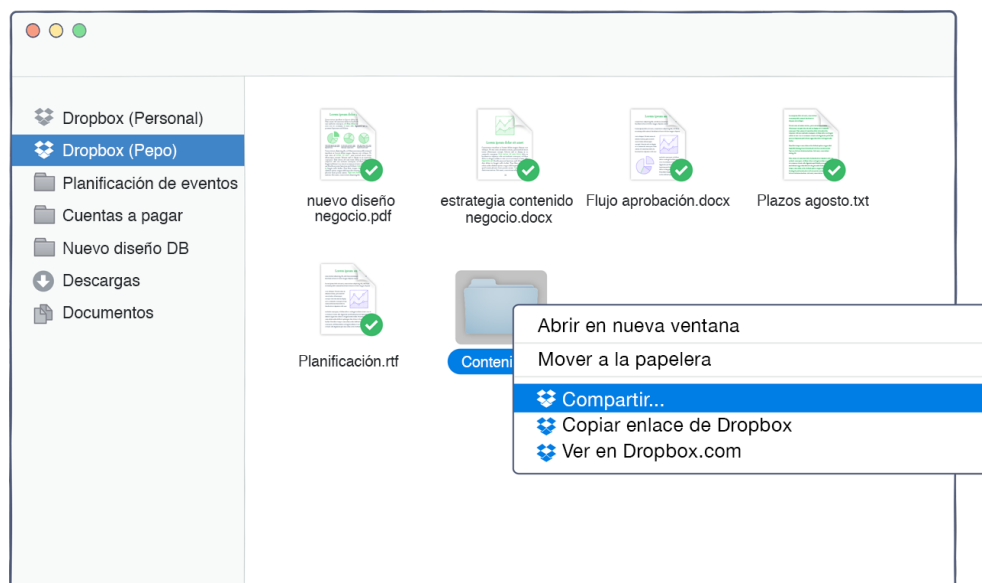 Dropbox (Personal)
Dropbox (Pepo)
Planificación de eventos
Cuentas a pagar
Nuevo diseño DB
Descargas
Documentos
nuevo diseño
negocio.pdf
estrategia contenido
negocio.docx
Flujo aprobación.docx
Plazos agosto.txt
Planificación.rtf
Conteni
Abrir en nueva ventana
Mover a la papelera
Compartir...
Copiar enlace de Dropbox
Ver en Dropbox.com